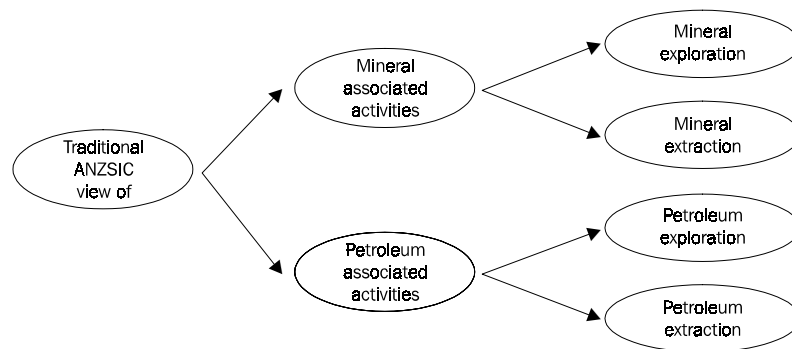 Traditional
ANZSIC
view of
Mineral
associated
activities
Petroleum
associated
activities
Mineral
exploration
Mineral
extraction
Petroleum
exploration
Petroleum
extraction